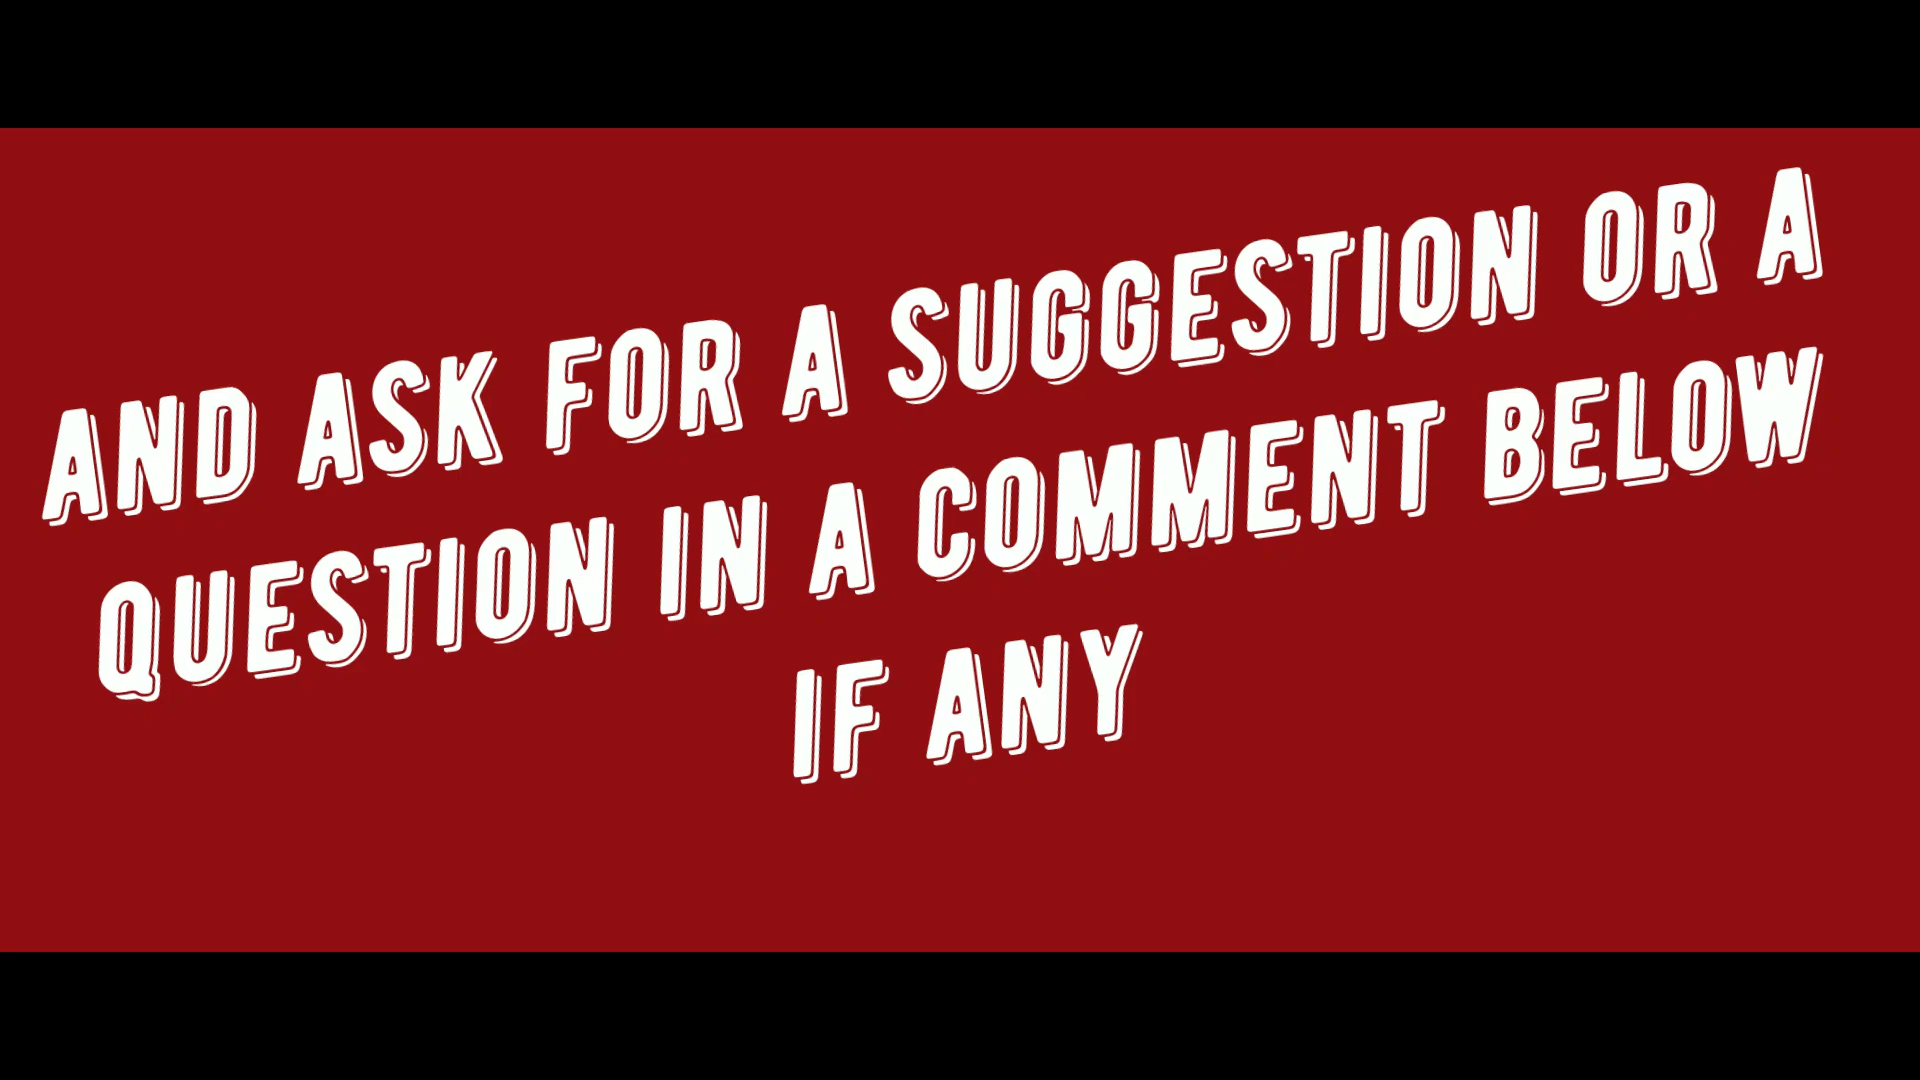 AND ASK FOR A SUGGESTION OR A
QUESTION IN A COMMENT BELOW
IF ANY